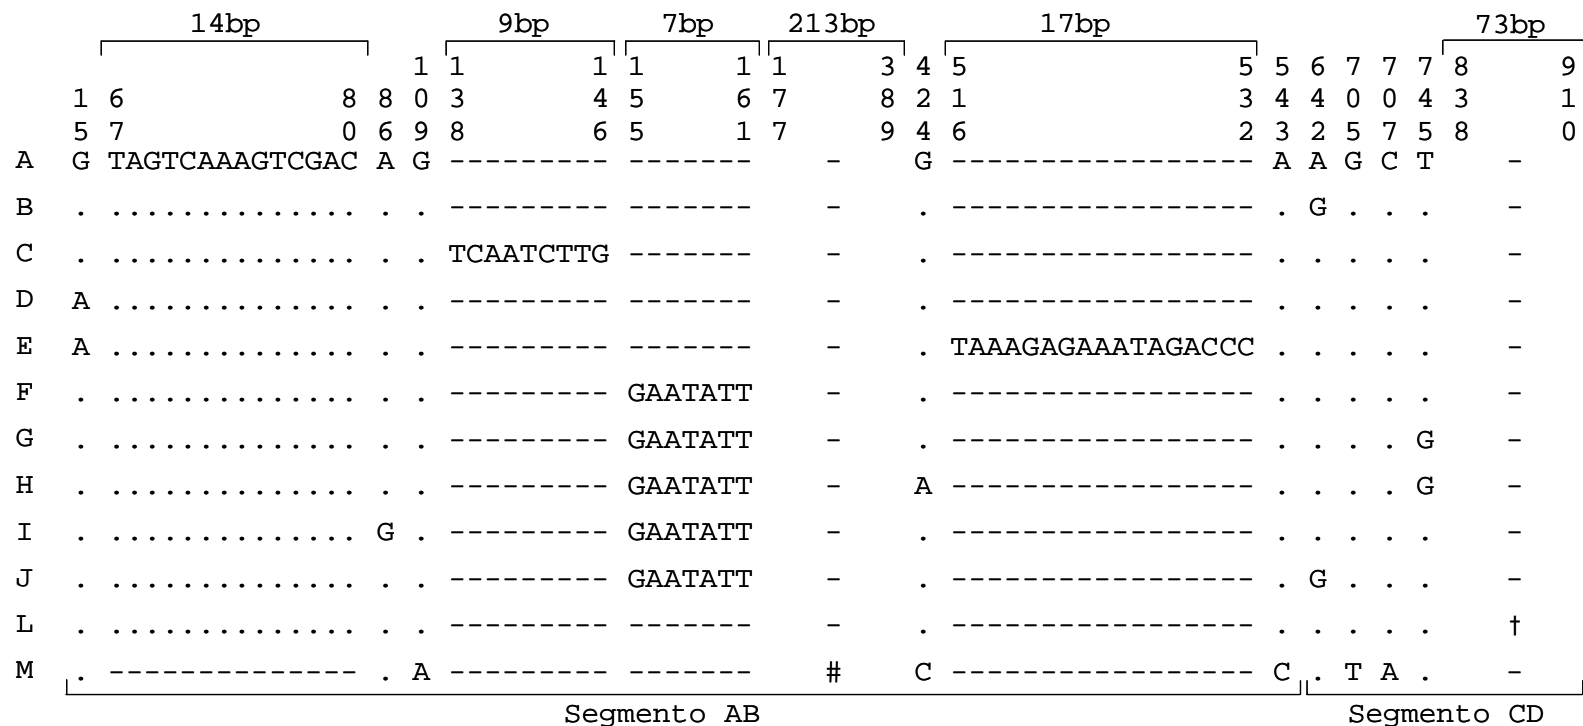 14bp 9bp 7bp 213bp 17bp 73bp
1 1 1 1 1 1 3 4 5 5 5 6 7 7 7 8 9
1 6 8 8 0 3 4 5 6 7 8 2 1 3 4 4 0 0 4 3 1
5 7 0 6 9 8 6 5 1 7 9 4 6 2 3 2 5 7 5 8 0
A G TAGTCAAAGTCGAC A G --------- ------- - G ----------------- A A G C T -
B . .............. . . --------- ------- - . ----------------- . G . . . -
C . .............. . . TCAATCTTG ------- - . ----------------- . . . . . -
D A .............. . . --------- ------- - . ----------------- . . . . . -
E A .............. . . --------- ------- - . TAAAGAGAAATAGACCC . . . . . -
F . .............. . . --------- GAATATT - . ----------------- . . . . . -
G . .............. . . --------- GAATATT - . ----------------- . . . . G -
H . .............. . . --------- GAATATT - A ----------------- . . . . G -
I . .............. G . --------- GAATATT - . ----------------- . . . . . -
J . .............. . . --------- GAATATT - . ----------------- . G . . . -
L . .............. . . --------- ------- - . ----------------- . . . . . †
M . -------------- . A --------- ------- # C ----------------- C . T A . -
Segmento AB Segmento CD